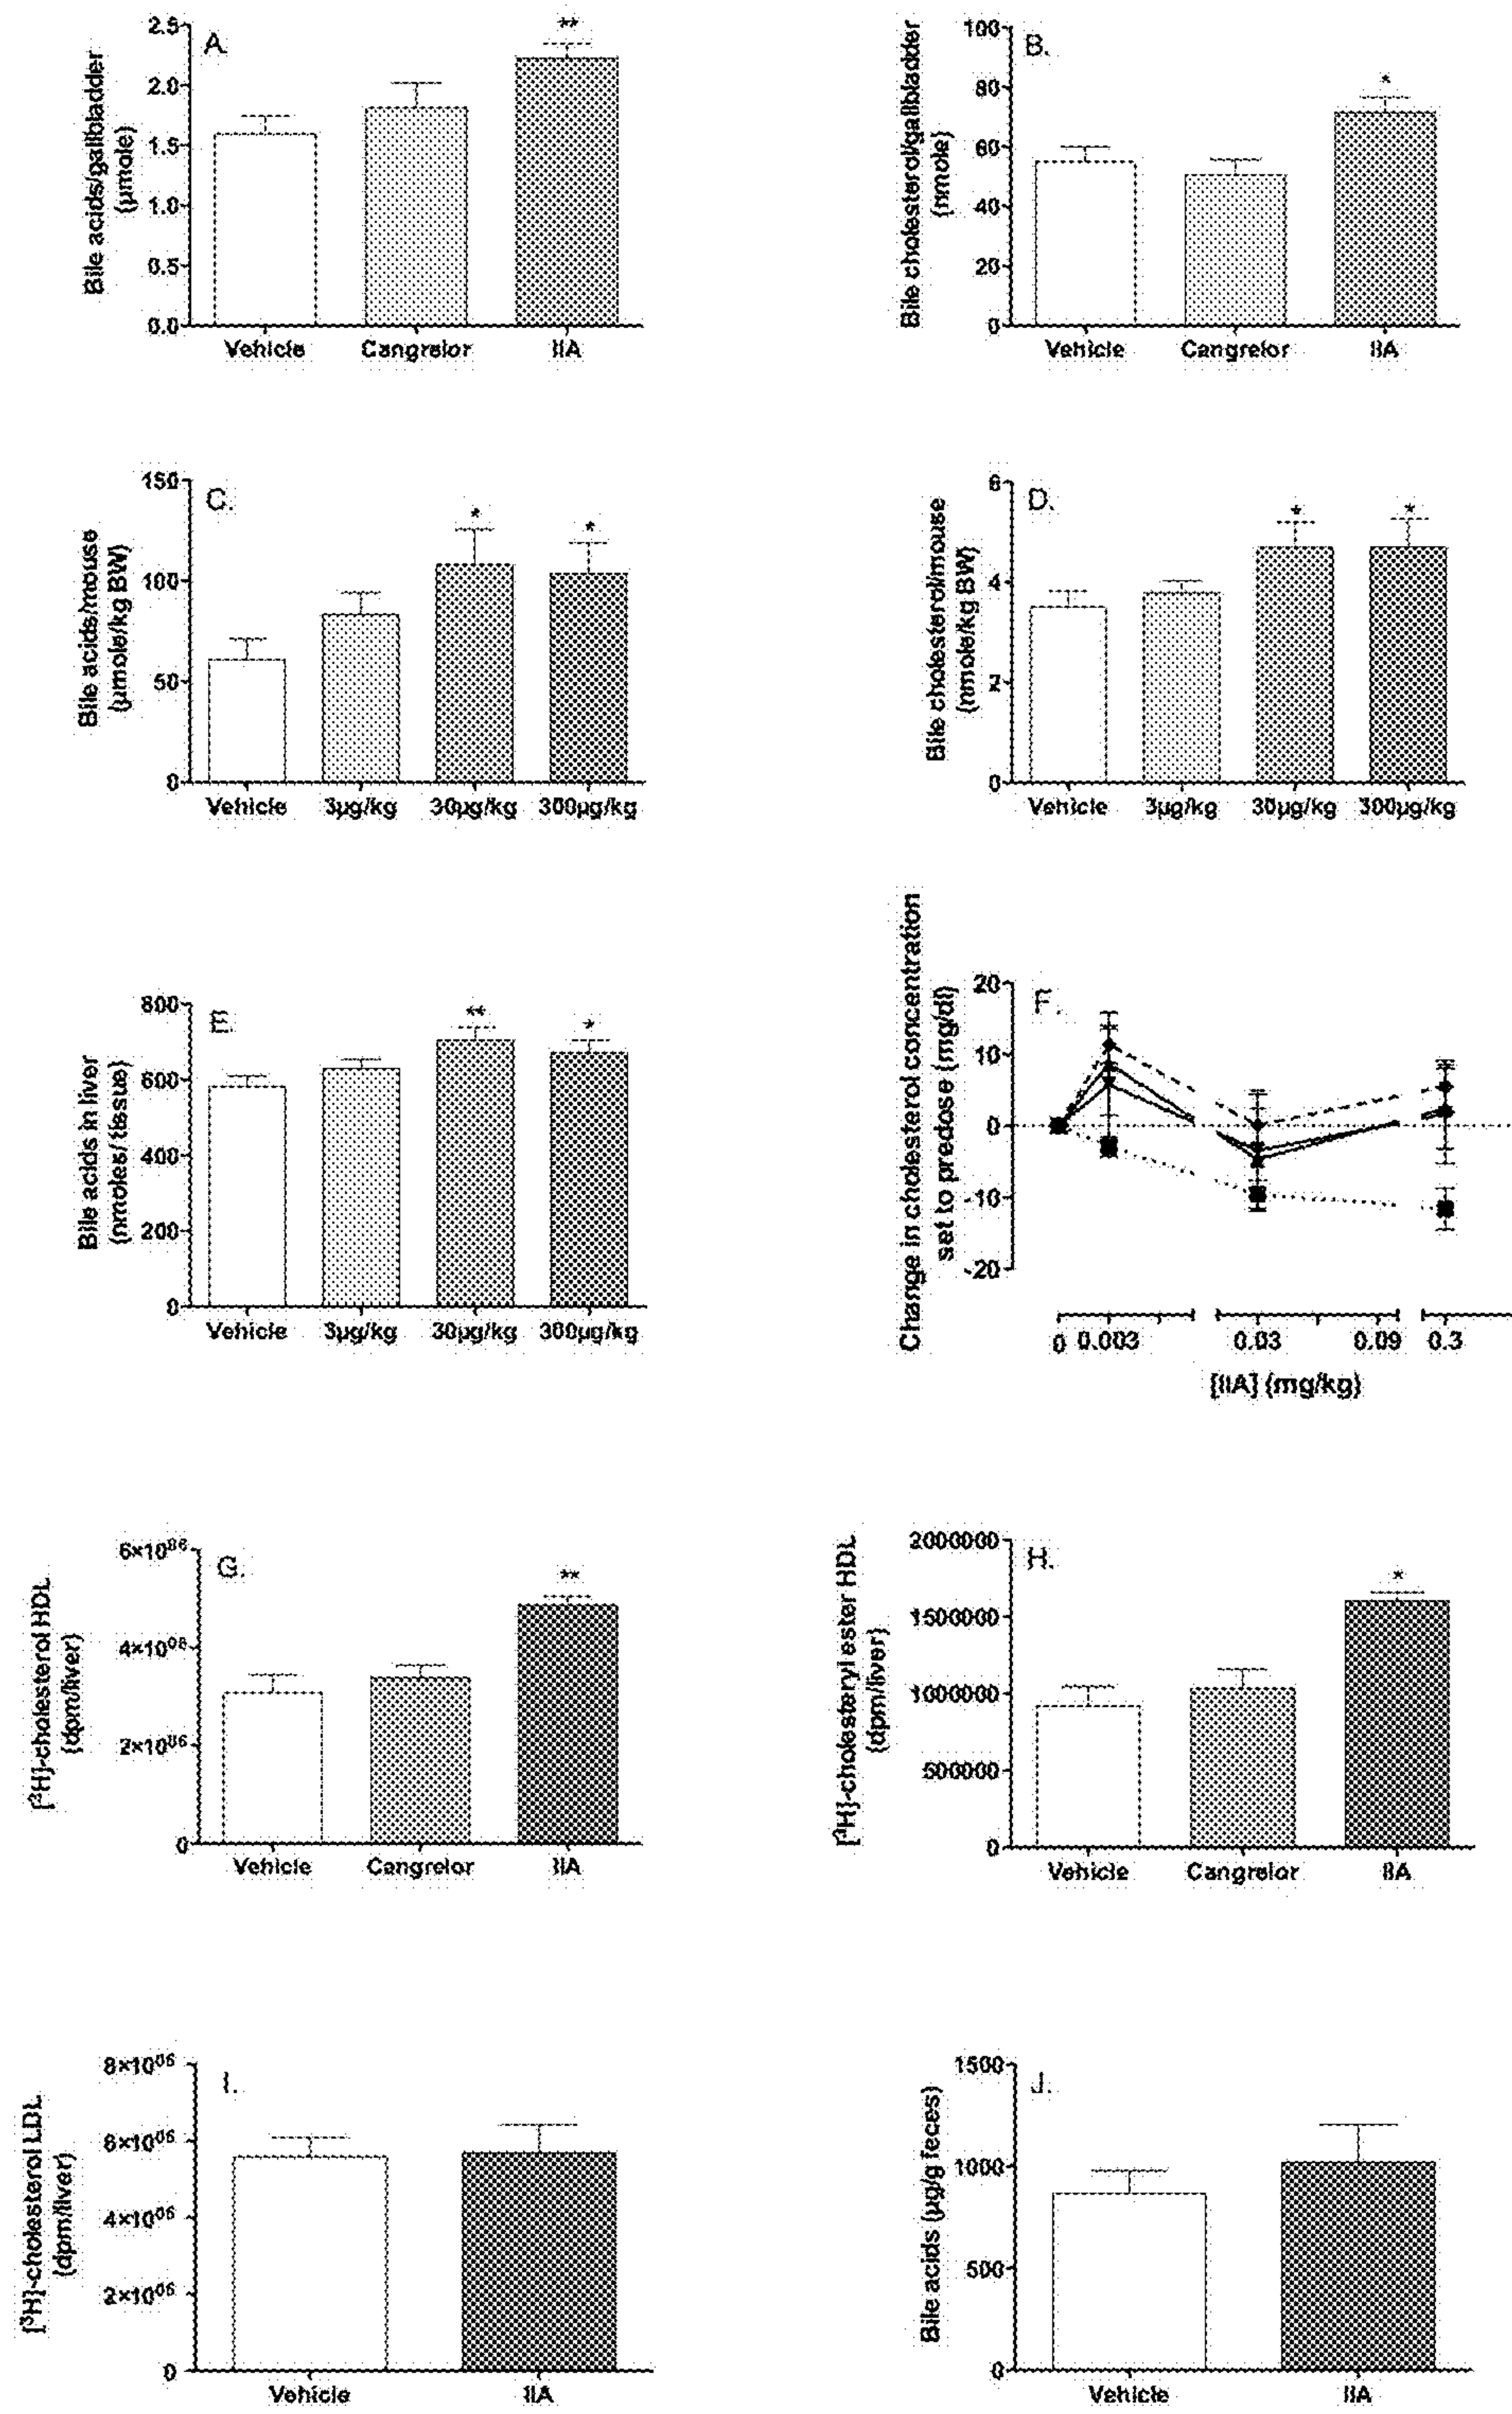 A.
Bile acids/gallbladder
(µmole)
2.5
2.0
1.5
1.0
0.5
0.0
**
Vehicle Cangrelor IIA
B.
Bile cholesterol/gallbladder
(nmole)
100
80
60
40
20
0
*
Vehicle Cangrelor IIA
C.
Bile acids/mouse
(µmole/kg BW)
150
100
50
0
* *
Vehicle 3µg/kg 30µg/kg 300µg/kg
D.
Bile cholesterol/mouse
(nmole/kg BW)
6
4
2
0
* *
Vehicle 3µg/kg 30µg/kg 300µg/kg
E.
Bile acids in liver
(nmoles/tissue)
800
600
400
200
0
** *
Vehicle 3µg/kg 30µg/kg 300µg/kg
F.
Change in cholesterol concentration
set to predose (mg/dl)
20
10
0
-10
-20
0 0.003 0.03 0.09 0.3
[IIA] (mg/kg)
G.
[³H]-cholesterol HDL
(dpm/liver)
6×10⁰⁶
4×10⁰⁶
2×10⁰⁶
0
**
Vehicle Cangrelor IIA
H.
[³H]-cholesteryl ester HDL
(dpm/liver)
2000000
1500000
1000000
500000
0
*
Vehicle Cangrelor IIA
I.
[³H]-cholesterol LDL
(dpm/liver)
8×10⁰⁶
6×10⁰⁶
4×10⁰⁶
2×10⁰⁶
0
Vehicle IIA
J.
Bile acids (µg/g feces)
1500
1000
500
0
Vehicle IIA